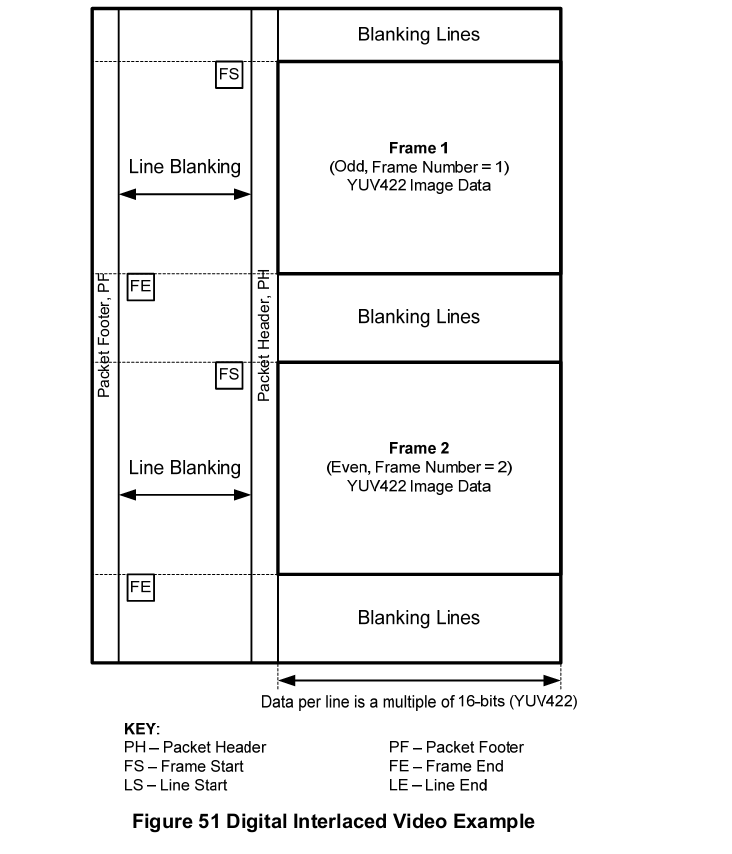 Blanking Lines
FS
Frame 1
(Odd, Frame Number = 1)
YUV422 Image Data
Line Blanking
Packet Footer, PF
FE
Packet Header, PH
Blanking Lines
FS
Frame 2
(Even, Frame Number = 2)
YUV422 Image Data
Line Blanking
FE
Blanking Lines
Data per line is a multiple of 16-bits (YUV422)
KEY:
PH – Packet Header
PF – Packet Footer
FS – Frame Start
FE – Frame End
LS – Line Start
LE – Line End
Figure 51 Digital Interlaced Video Example